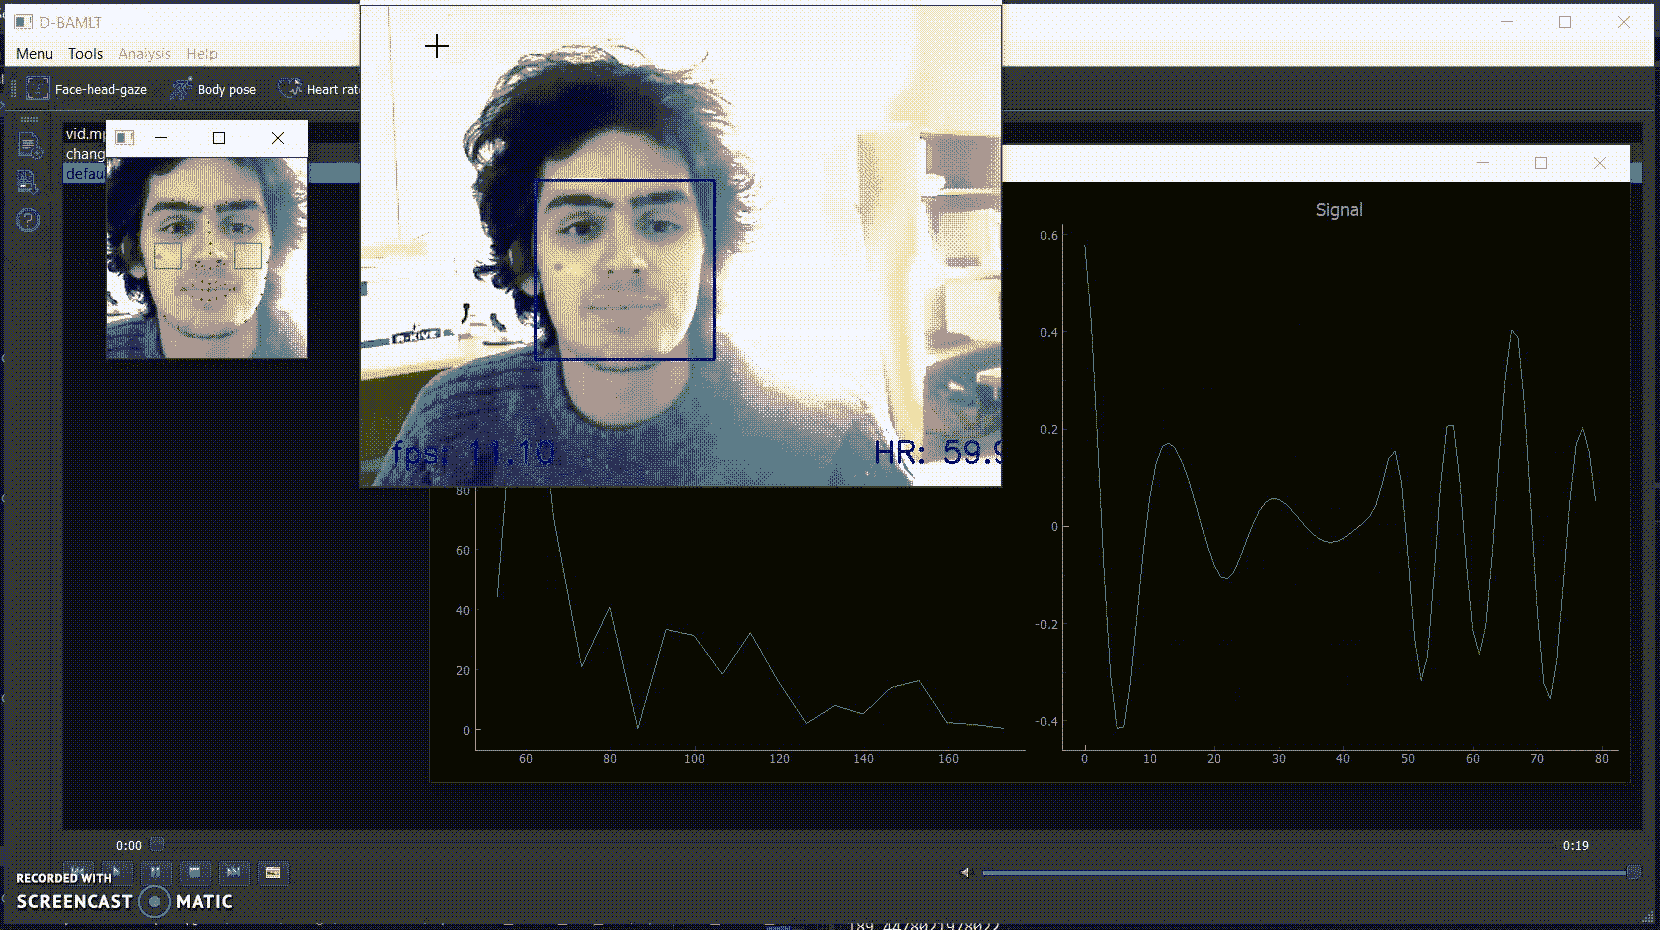 D-BAMLT
Menu Tools Analysis Help
Face-head-gaze Body pose Heart rat
vid.m
chang
defau
fps: 11.10
HR: 59.9
Signal
0.6
0.4
0.2
0
-0.2
-0.4
0 10 20 30 40 50 60 70 80
80
60
40
20
0
60 80 100 120 140 160
0:00
0:19
RECORDED WITH
SCREENCAST MATIC
189.4478021978022